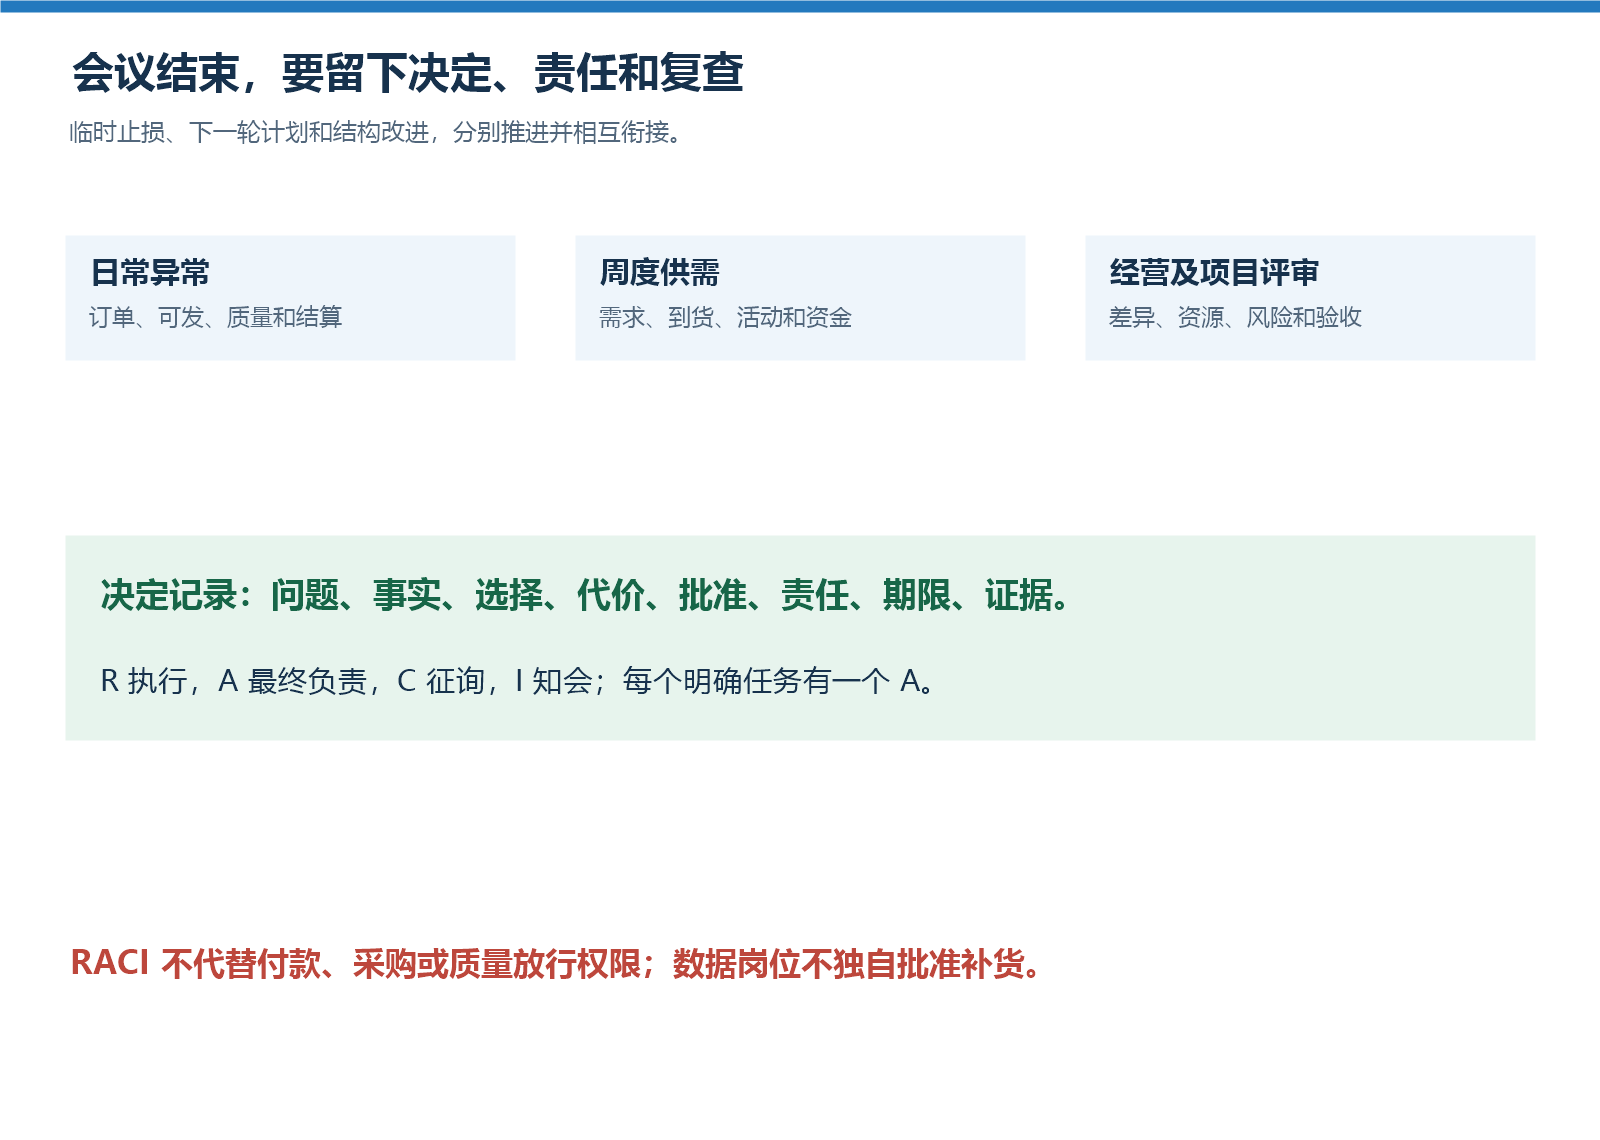 会议结束，要留下决定、责任和复查
临时止损、下一轮计划和结构改进，分别推进并相互衔接。
日常异常
订单、可发、质量和结算
周度供需
需求、到货、活动和资金
经营及项目评审
差异、资源、风险和验收
决定记录：问题、事实、选择、代价、批准、责任、期限、证据。
R 执行，A 最终负责，C 征询，I 知会；每个明确任务有一个 A。
RACI 不代替付款、采购或质量放行权限；数据岗位不独自批准补货。